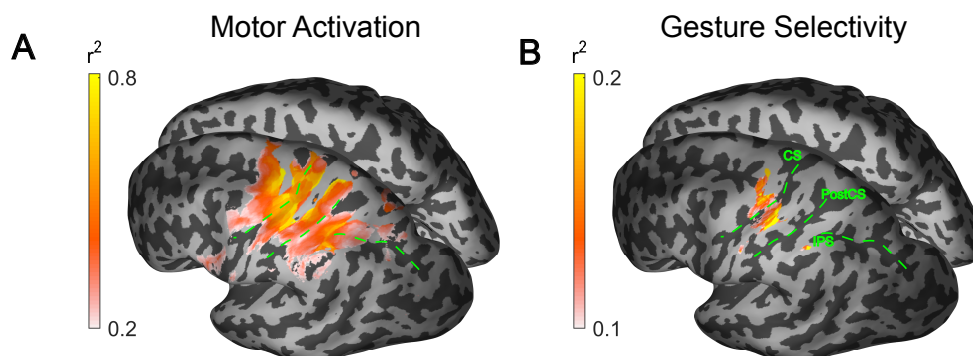 Motor Activation
Gesture Selectivity
A
r²
0.8
0.2
B
r²
0.2
0.1
CS
PostCS
IPS